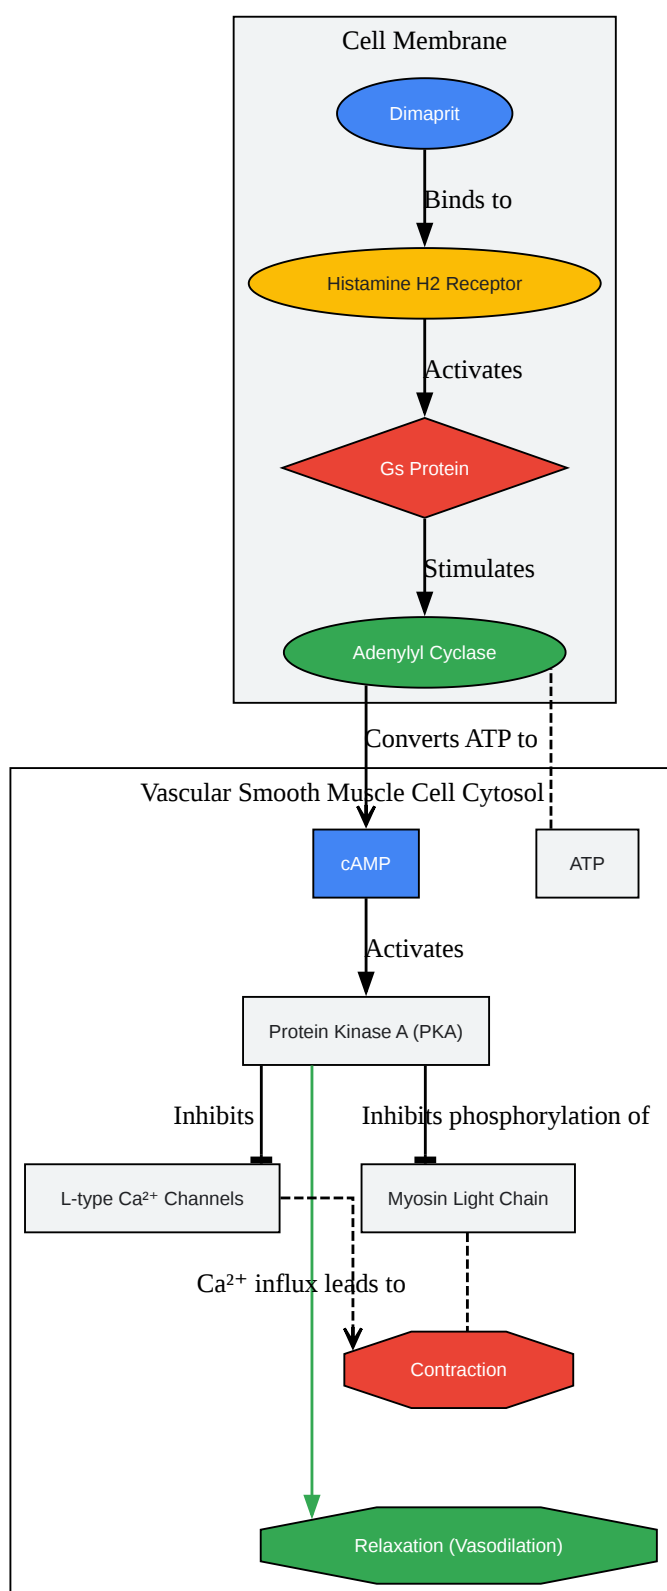 Cell Membrane
Dimaprit
Binds to
Histamine H2 Receptor
Activates
Gs Protein
Stimulates
Adenylyl Cyclase
Converts ATP to
Vascular Smooth Muscle Cell Cytosol
cAMP
ATP
Activates
Protein Kinase A (PKA)
Inhibits
Inhibits phosphorylation of
L-type Ca²⁺ Channels
Myosin Light Chain
Ca²⁺ influx leads to
Contraction
Relaxation (Vasodilation)